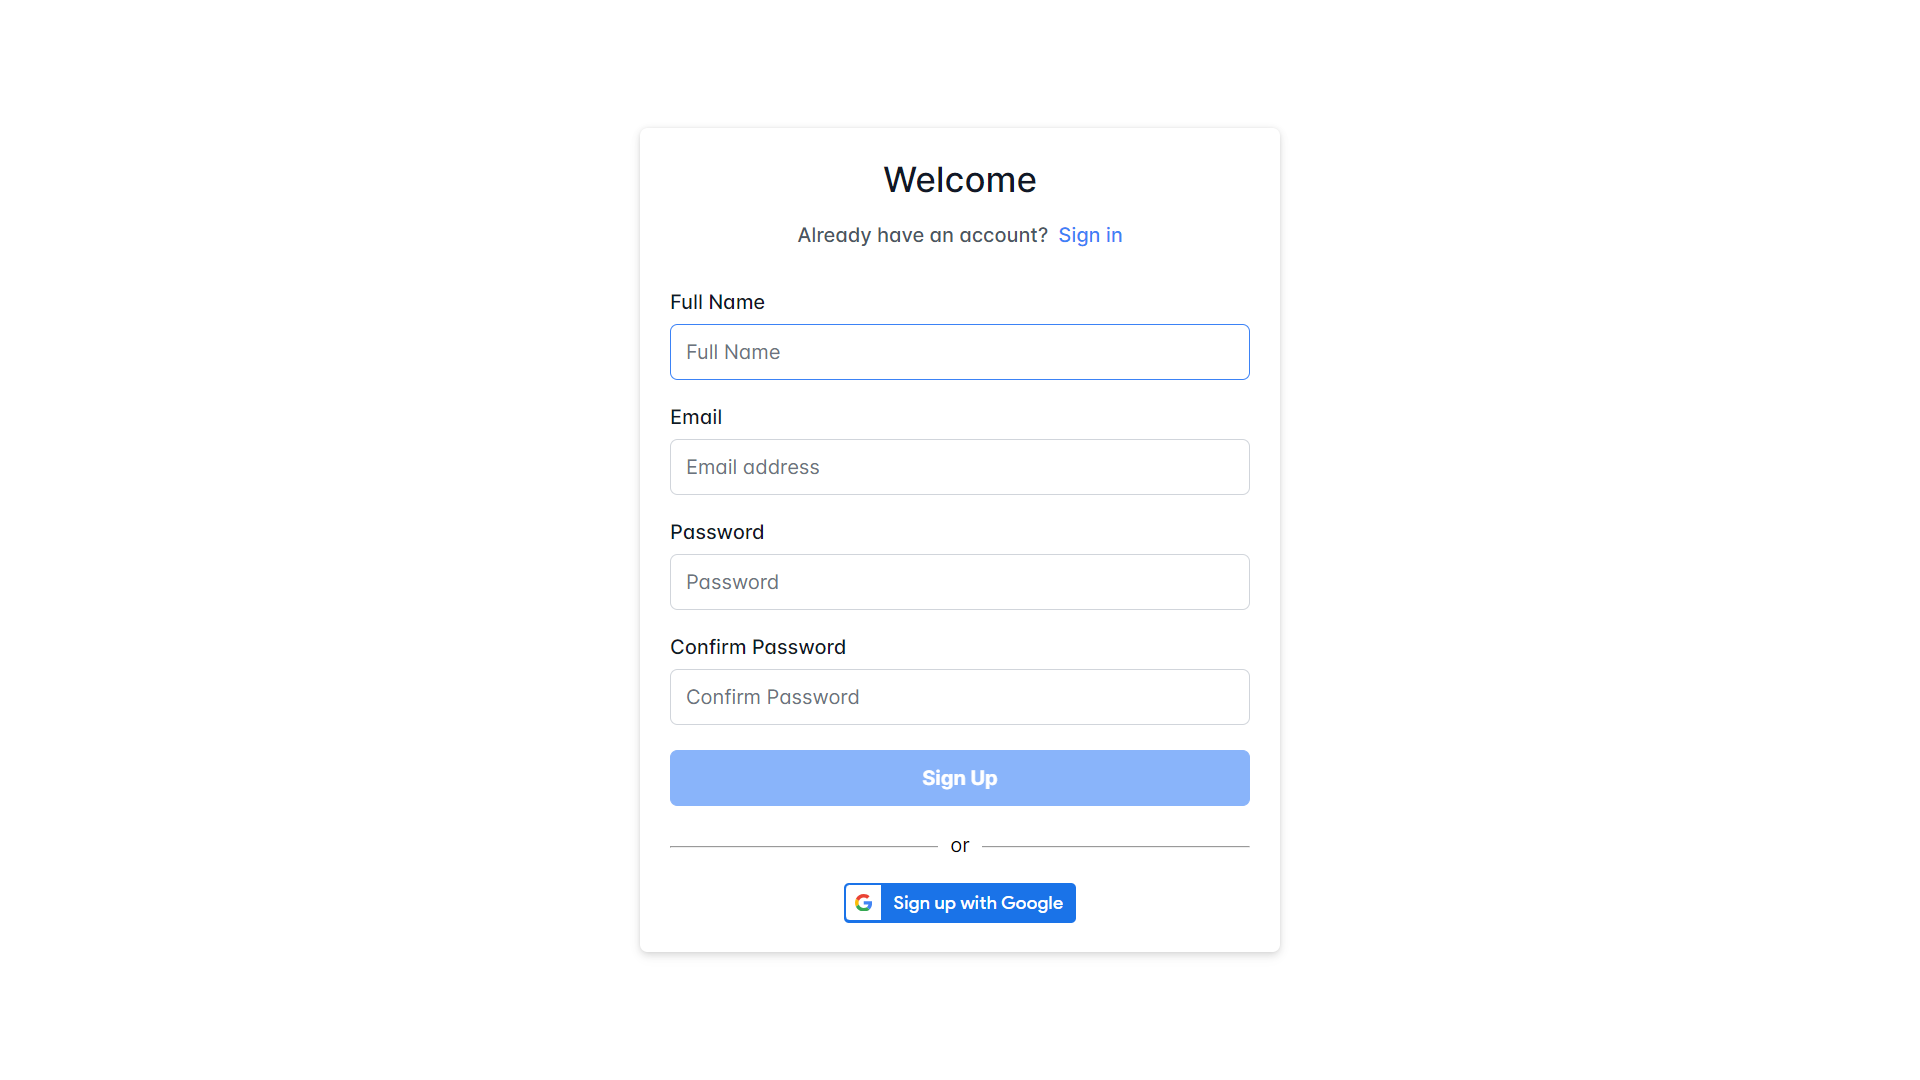 Welcome
Already have an account? Sign in
Full Name
Full Name
Email
Email address
Password
Password
Confirm Password
Confirm Password
Sign Up
or
Sign up with Google